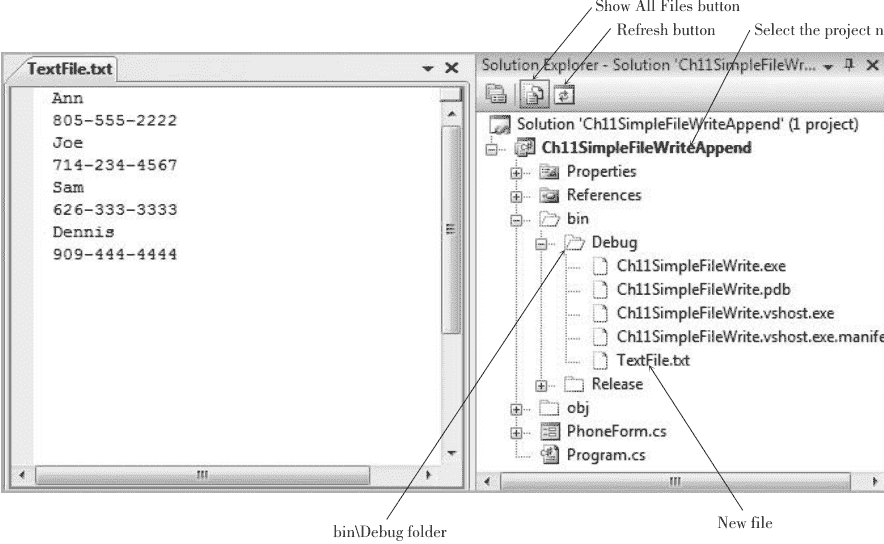 Show All Files button
Refresh button
Select the project n
TextFile.txt
Ann
805-555-2222
Joe
714-234-4567
Sam
626-333-3333
Dennis
909-444-4444
Solution Explorer - Solution 'Ch11SimpleFileWr...
Solution 'Ch11SimpleFileWriteAppend' (1 project)
Ch11SimpleFileWriteAppend
Properties
References
bin
Debug
Ch11SimpleFileWrite.exe
Ch11SimpleFileWrite.pdb
Ch11SimpleFileWrite.vshost.exe
Ch11SimpleFileWrite.vshost.exe.manife
TextFile.txt
Release
obj
PhoneForm.cs
Program.cs
bin\Debug folder
New file